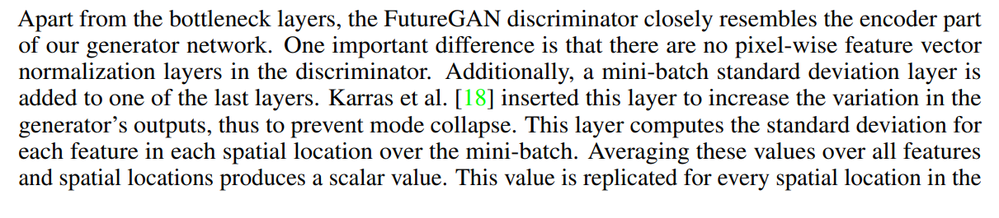 Apart from the bottleneck layers, the FutureGAN discriminator closely resembles the encoder part
of our generator network. One important difference is that there are no pixel-wise feature vector
normalization layers in the discriminator. Additionally, a mini-batch standard deviation layer is
added to one of the last layers. Karras et al. [18] inserted this layer to increase the variation in the
generator's outputs, thus to prevent mode collapse. This layer computes the standard deviation for
each feature in each spatial location over the mini-batch. Averaging these values over all features
and spatial locations produces a scalar value. This value is replicated for every spatial location in the